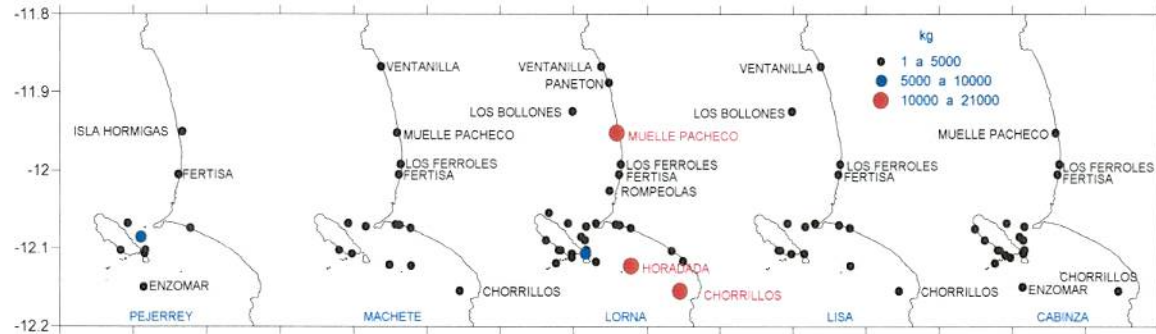 -11.8
-11.9
-12
-12.1
-12.2
ISLA HORMIGAS
FERTISA
ENZOMAR
PEJERREY
VENTANILLA
MUELLE PACHECO
LOS FERROLES
FERTISA
CHORRILLOS
MACHETE
VENTANILLA
PANETON
LOS BOLLONES
MUELLE PACHECO
LOS FERROLES
FERTISA
ROMPEOLAS
HORADADA
CHORRILLOS
LORNA
VENTANILLA
LOS BOLLONES
LOS FERROLES
FERTISA
CHORRILLOS
LISA
kg
1 a 5000
5000 a 10000
10000 a 21000
MUELLE PACHECO
LOS FERROLES
FERTISA
CHORRILLOS
ENZOMAR
CABINZA